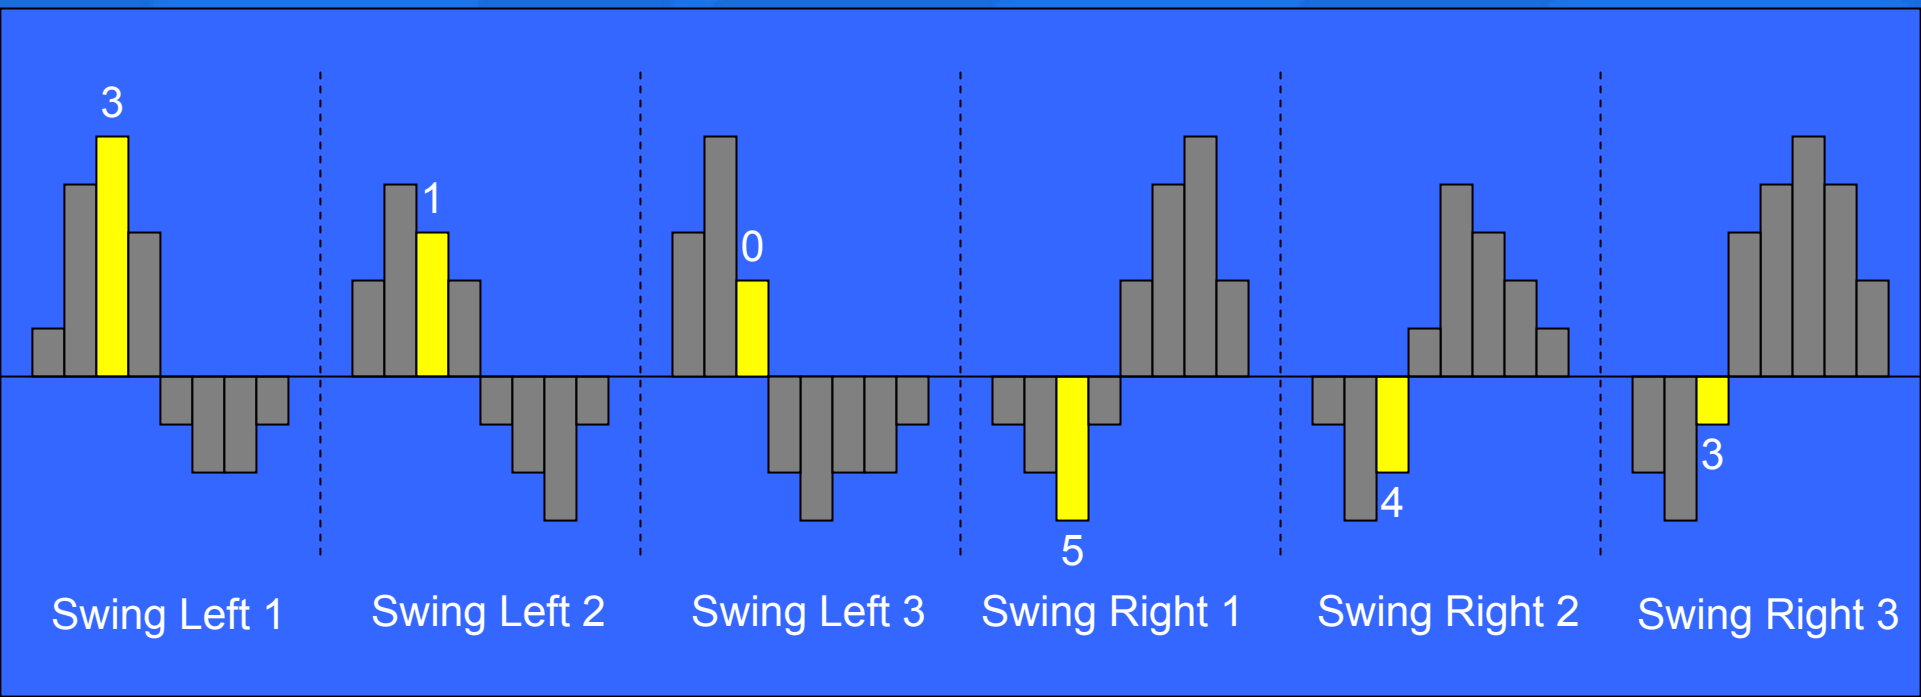 3
1
0
5
4
3
Swing Left 1
Swing Left 2
Swing Left 3
Swing Right 1
Swing Right 2
Swing Right 3